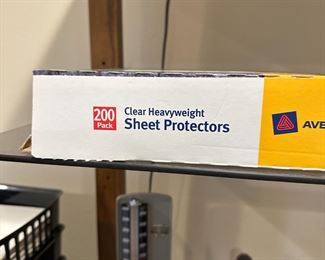 200
Pack
Clear Heavyweight
Sheet Protectors
AVE